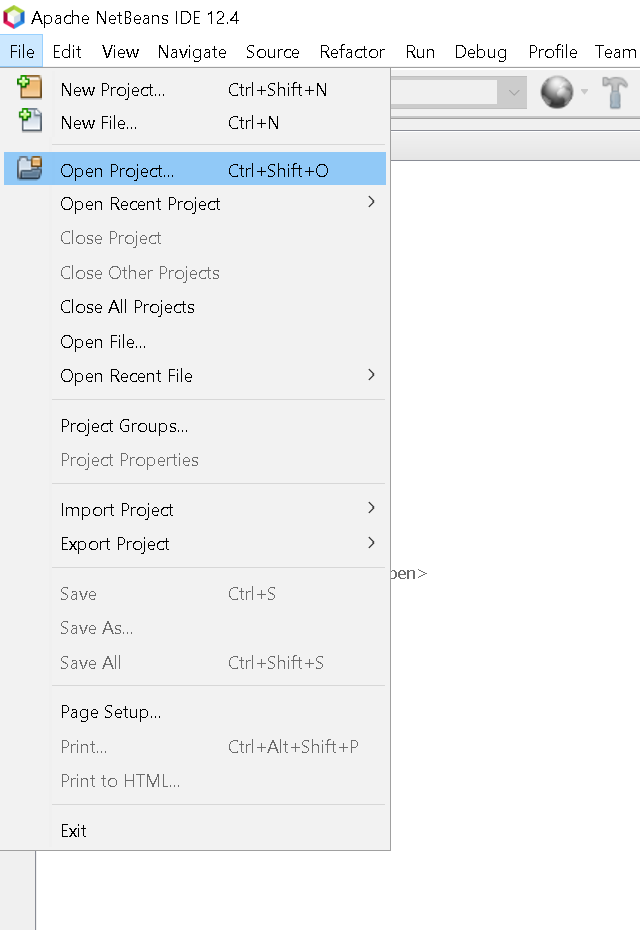 Apache NetBeans IDE 12.4
File Edit View Navigate Source Refactor Run Debug Profile Team
New Project... Ctrl+Shift+N
New File... Ctrl+N
Open Project... Ctrl+Shift+O
Open Recent Project
Close Project
Close Other Projects
Close All Projects
Open File...
Open Recent File
Project Groups...
Project Properties
Import Project
Export Project
pen>
Save Ctrl+S
Save As...
Save All Ctrl+Shift+S
Page Setup...
Print... Ctrl+Alt+Shift+P
Print to HTML...
Exit